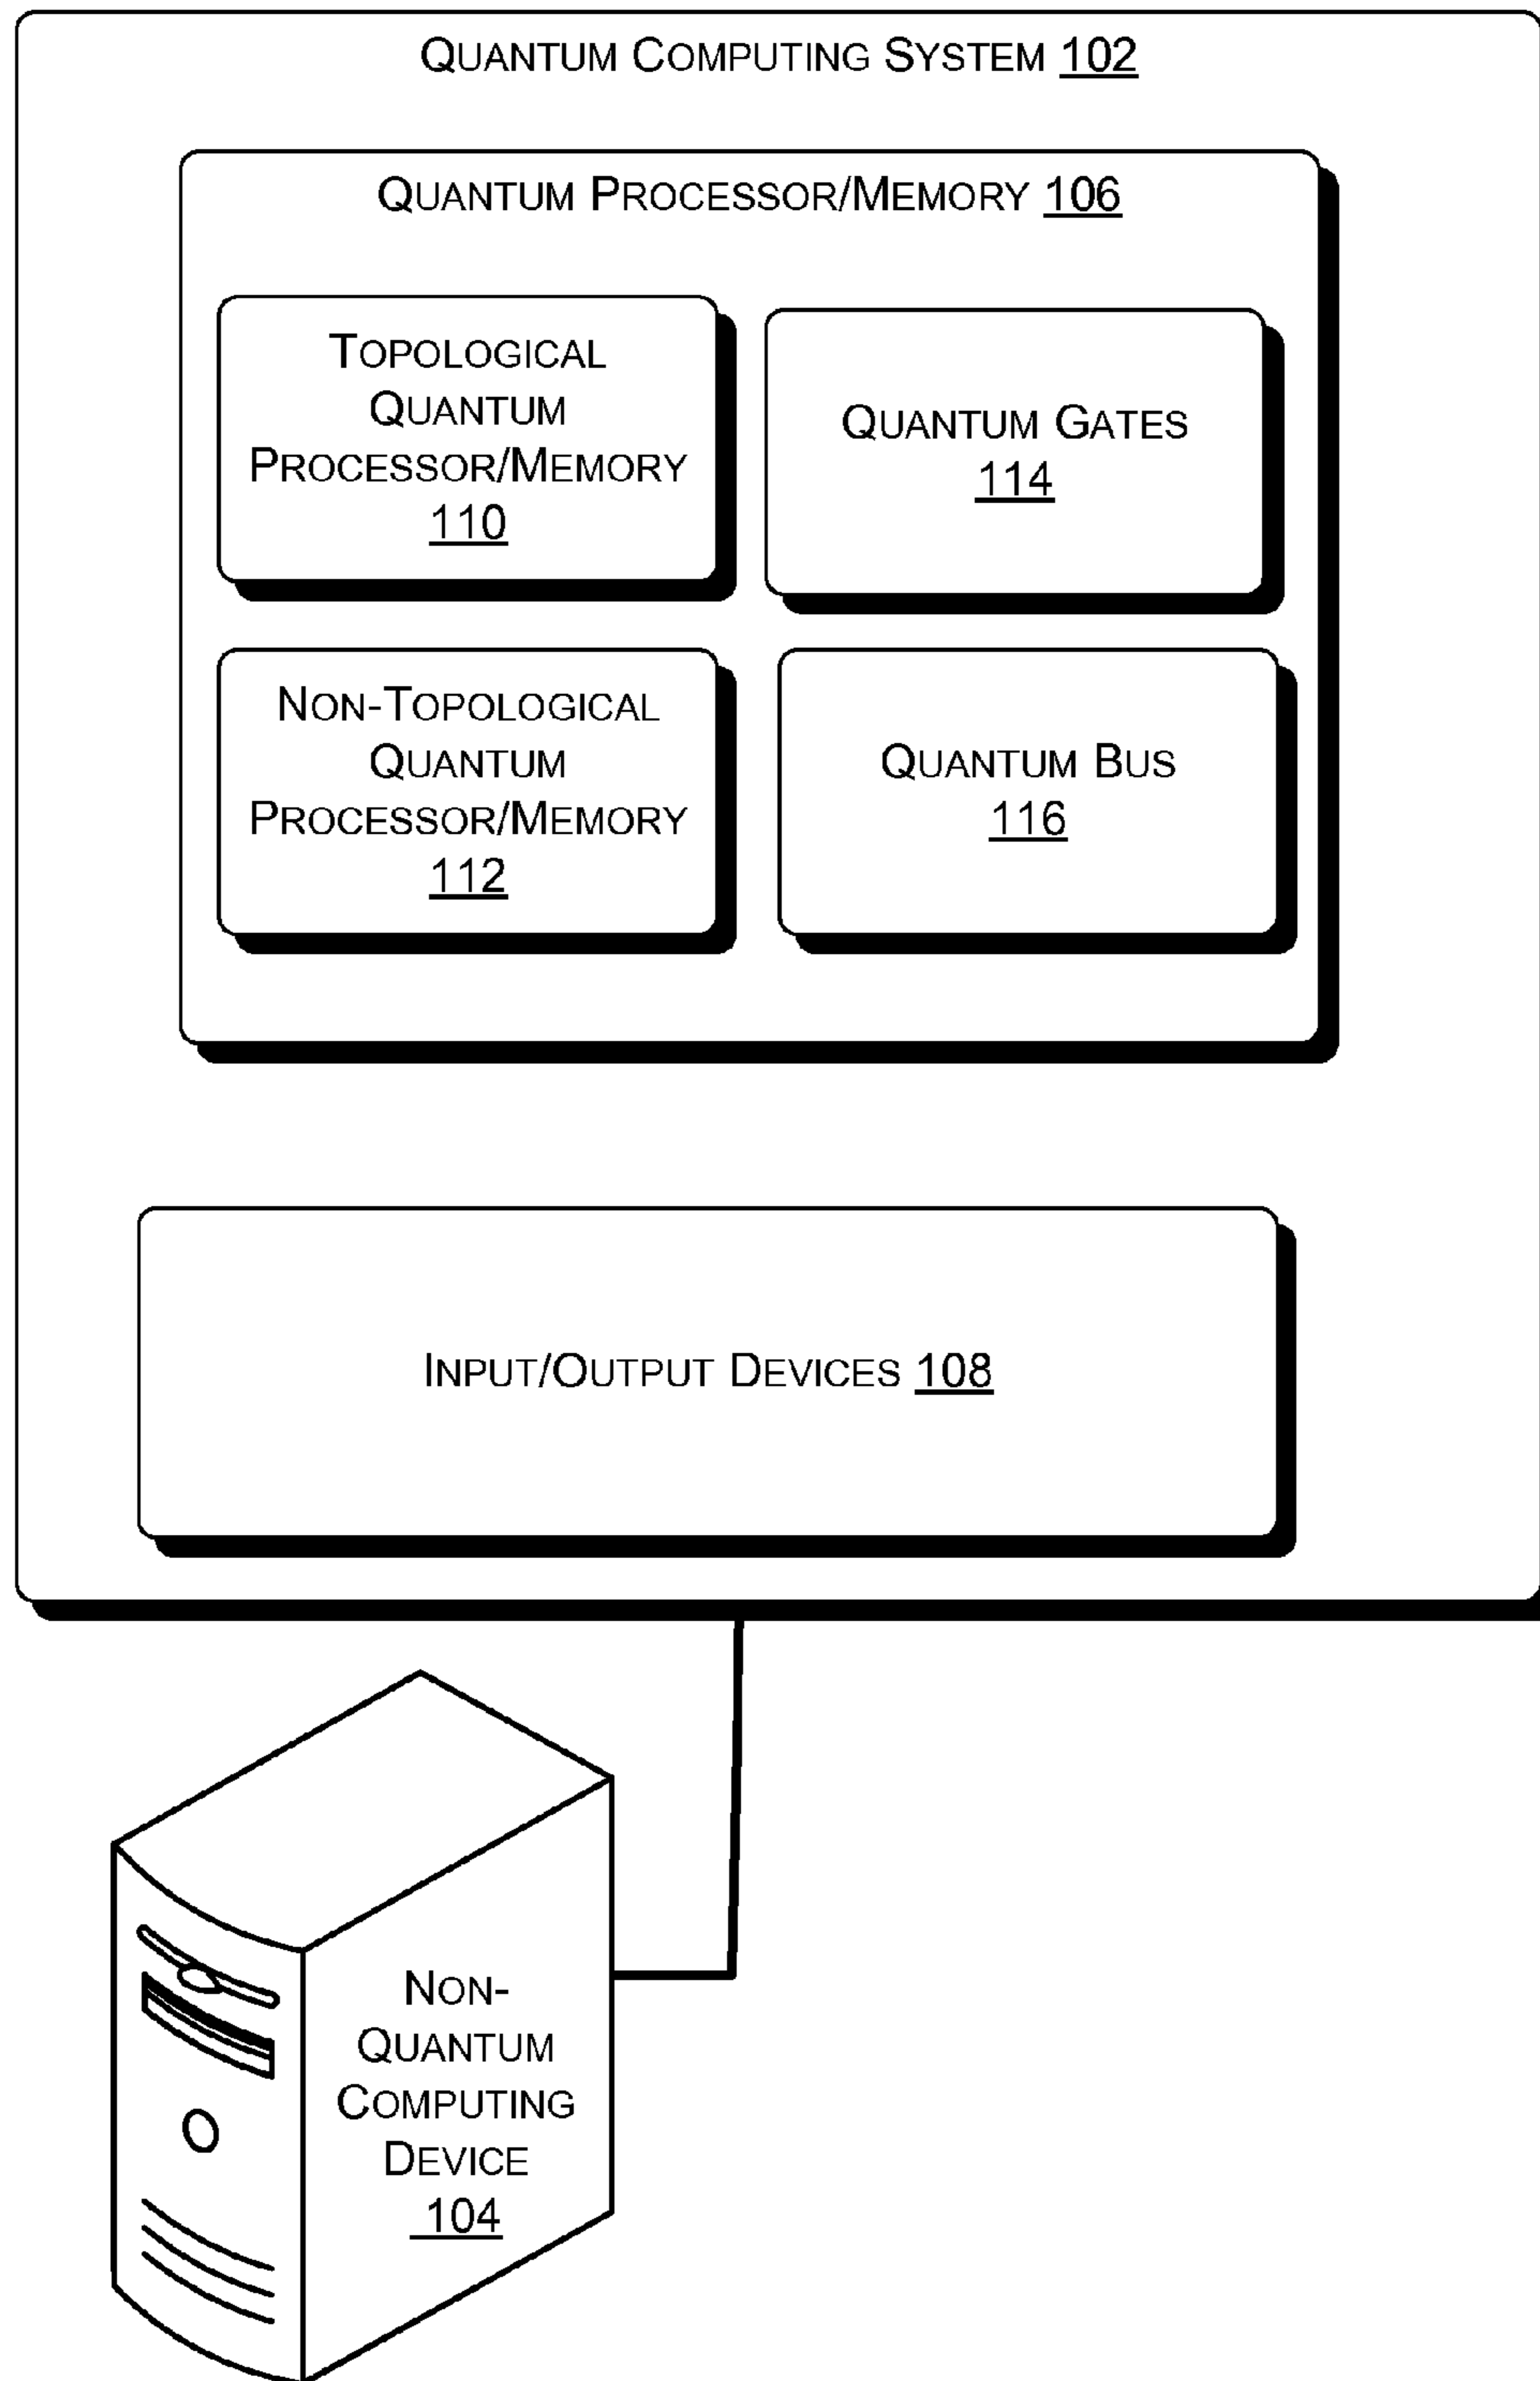 QUANTUM COMPUTING SYSTEM 102
QUANTUM PROCESSOR/MEMORY 106
TOPOLOGICAL
QUANTUM
PROCESSOR/MEMORY
110
QUANTUM GATES
114
NON-TOPOLOGICAL
QUANTUM
PROCESSOR/MEMORY
112
QUANTUM BUS
116
INPUT/OUTPUT DEVICES 108
NON-
QUANTUM
COMPUTING
DEVICE
104